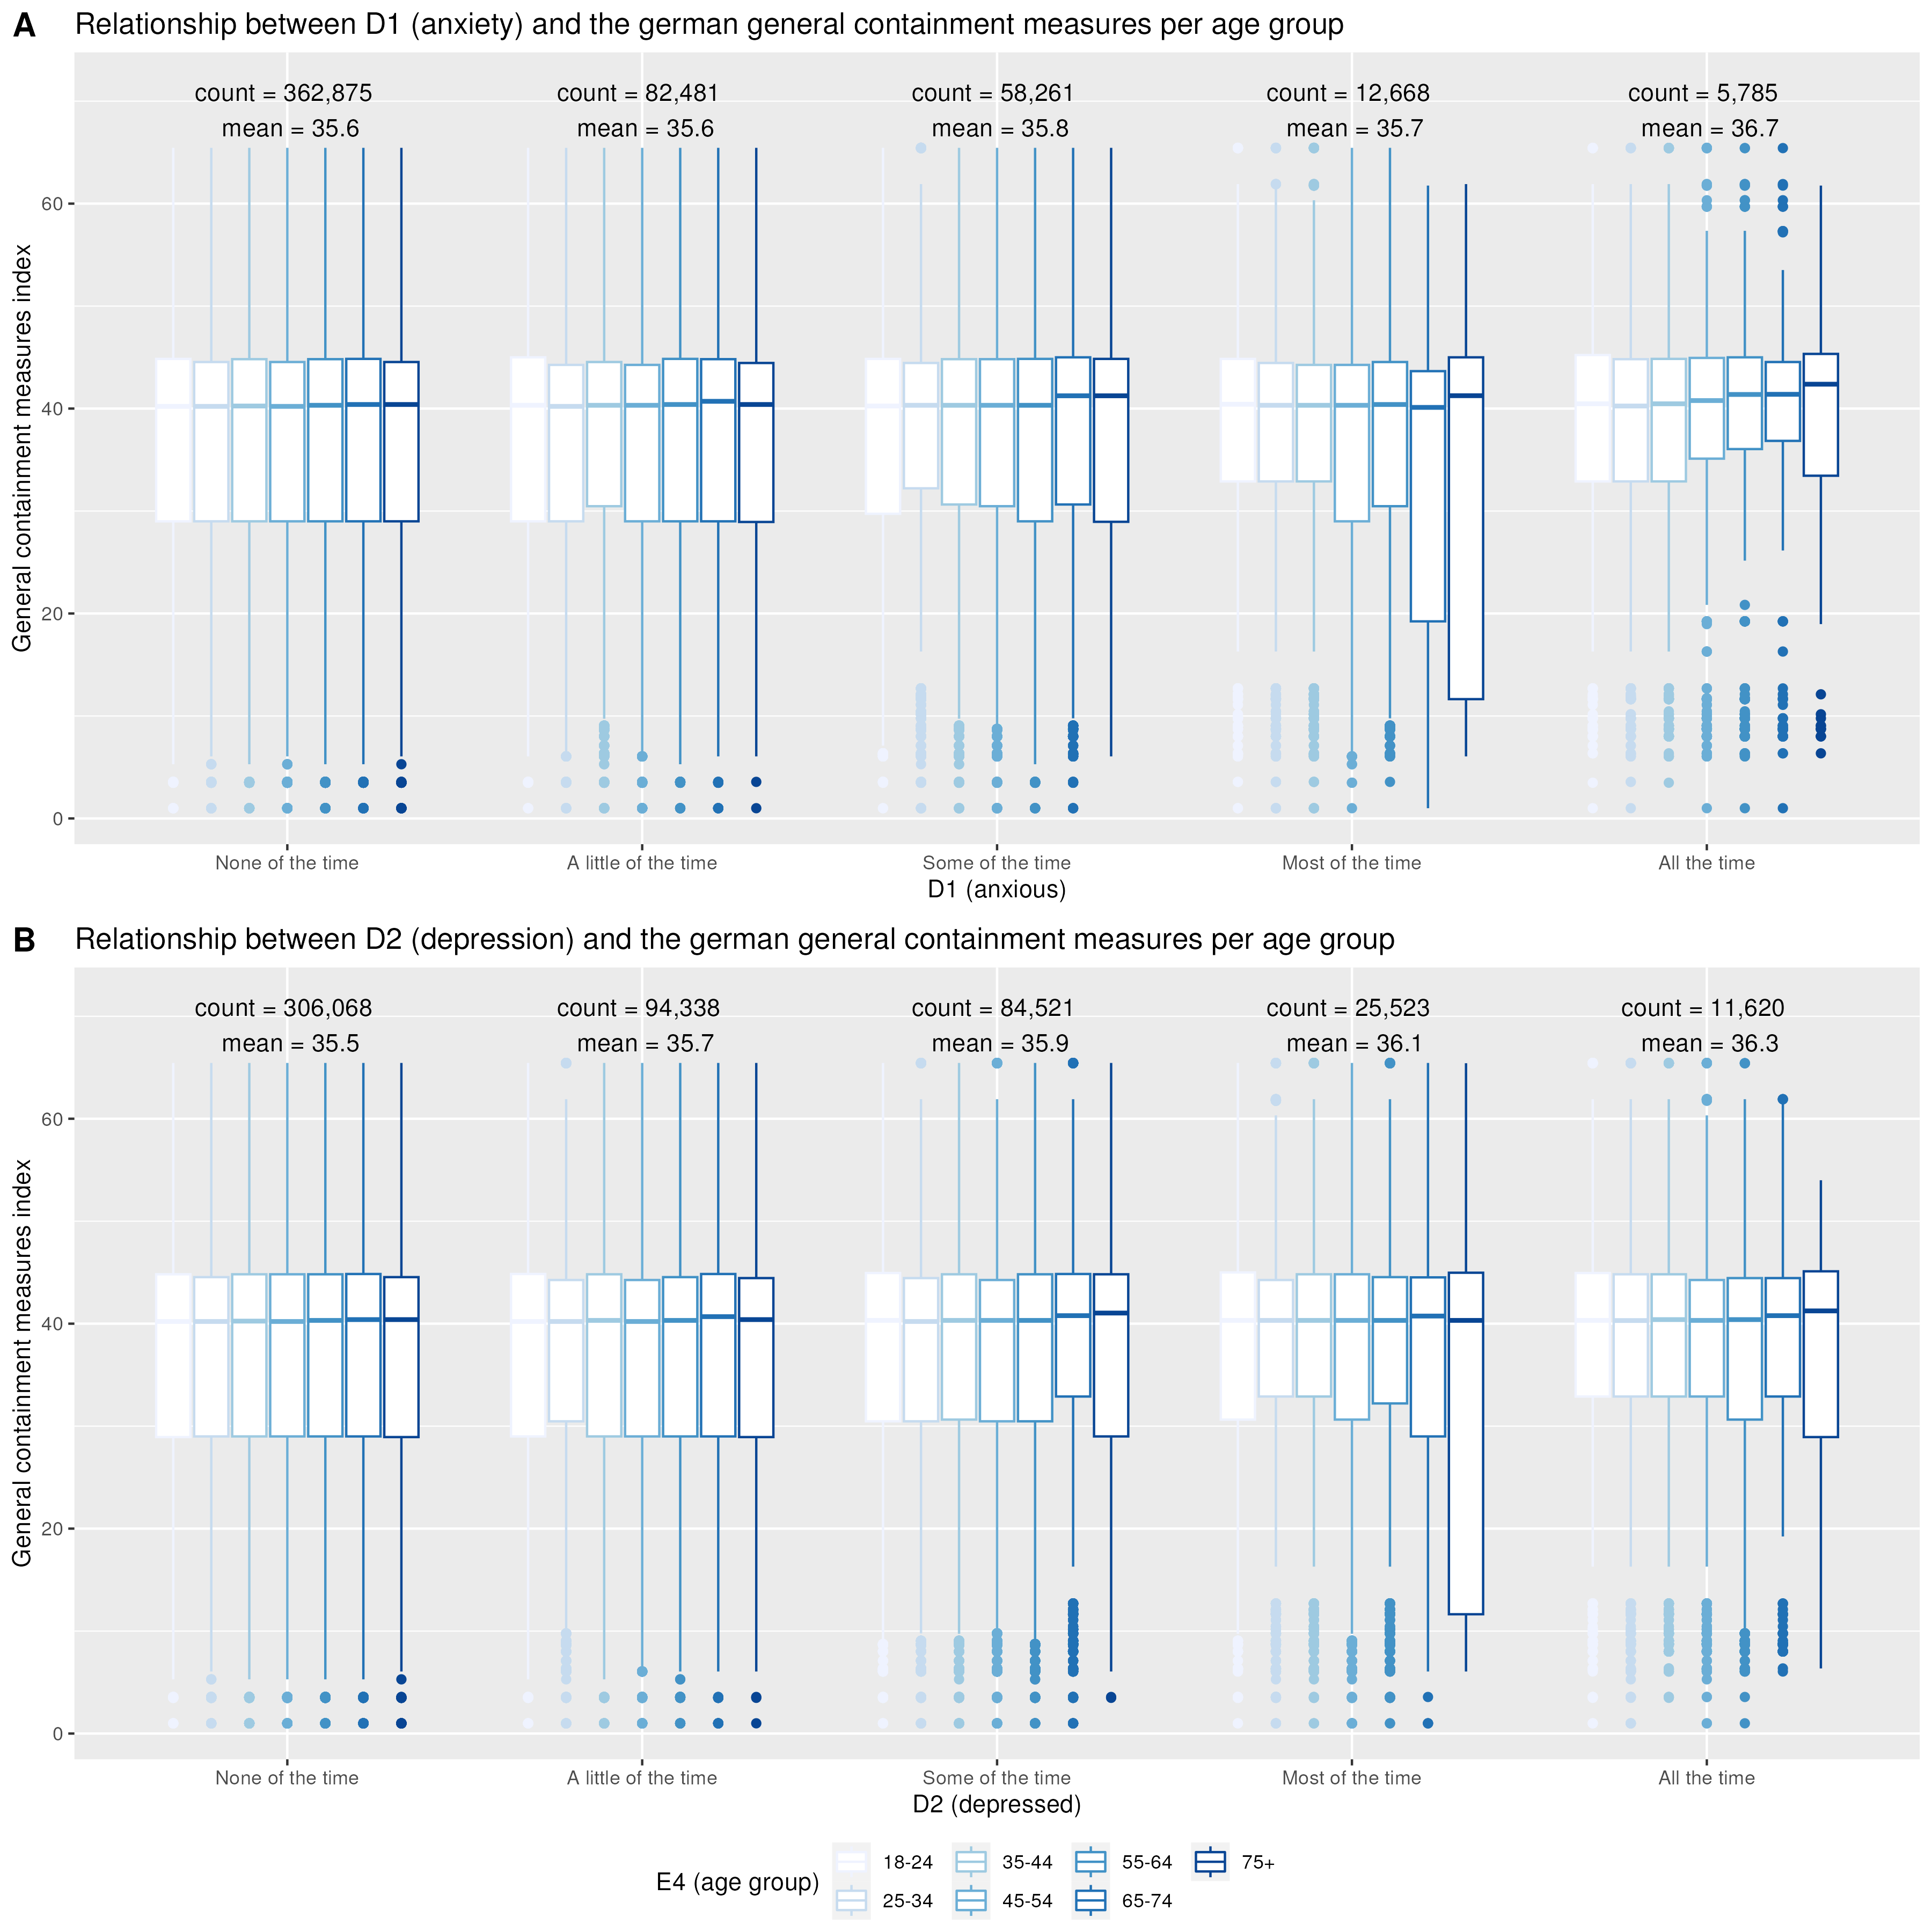 A Relationship between D1 (anxiety) and the german general containment measures per age group
count = 362,875 count = 82,481 count = 58,261 count = 12,668 count = 5,785
mean = 35.6 mean = 35.6 mean = 35.8 mean = 35.7 mean = 36.7
General containment measures index
60
40
20
0
None of the time A little of the time Some of the time Most of the time All the time
D1 (anxious)
B Relationship between D2 (depression) and the german general containment measures per age group
count = 306,068 count = 94,338 count = 84,521 count = 25,523 count = 11,620
mean = 35.5 mean = 35.7 mean = 35.9 mean = 36.1 mean = 36.3
General containment measures index
60
40
20
0
None of the time A little of the time Some of the time Most of the time All the time
D2 (depressed)
E4 (age group)
18-24 35-44 55-64 75+
25-34 45-54 65-74